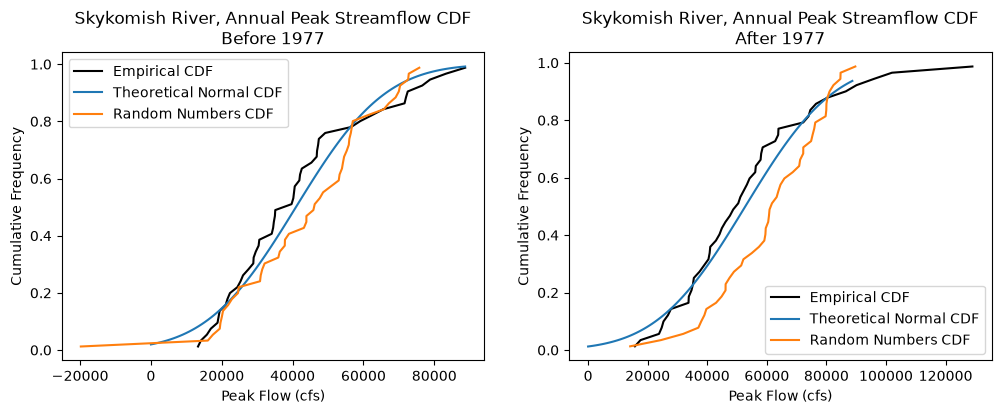 Skykomish River, Annual Peak Streamflow CDF
Before 1977
Empirical CDF
Theoretical Normal CDF
Random Numbers CDF
Cumulative Frequency
1.0
0.8
0.6
0.4
0.2
0.0
−20000 0 20000 40000 60000 80000
Peak Flow (cfs)
Skykomish River, Annual Peak Streamflow CDF
After 1977
Cumulative Frequency
1.0
0.8
0.6
0.4
0.2
0.0
Empirical CDF
Theoretical Normal CDF
Random Numbers CDF
0 20000 40000 60000 80000 100000 120000
Peak Flow (cfs)